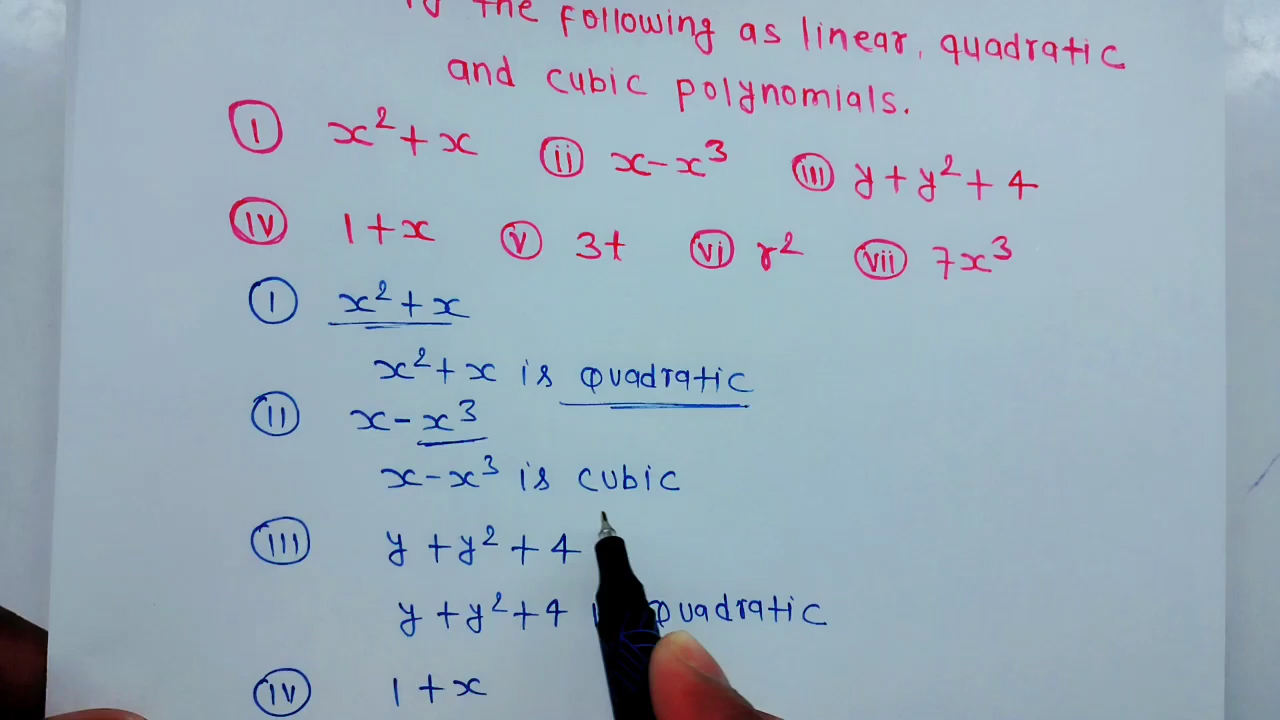 the following as linear, quadratic
and cubic polynomials.
i x² + x ii x - x³ iii y + y² + 4
iv 1 + x v 3t vi r² vii 7x³
i x² + x
x² + x is Quadratic
ii x - x³
x - x³ is cubic
iii y + y² + 4
y + y² + 4 Quadratic
iv 1 + x